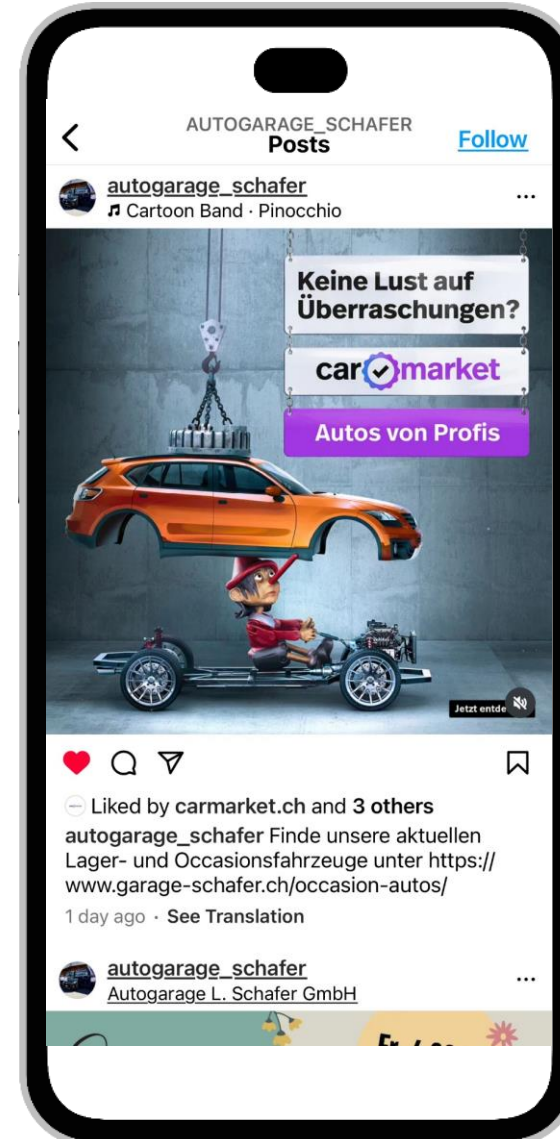 AUTOGARAGE_SCHAFER
Posts
Follow
autogarage_schafer
Cartoon Band · Pinocchio
Keine Lust auf
Überraschungen?
car market
Autos von Profis
Jetzt
Liked by carmarket.ch and 3 others
autogarage_schafer Finde unsere aktuellen
Lager- und Occasionsfahrzeuge unter https://
www.garage-schafer.ch/occasion-autos/
1 day ago · See Translation
autogarage_schafer
Autogarage L. Schafer GmbH